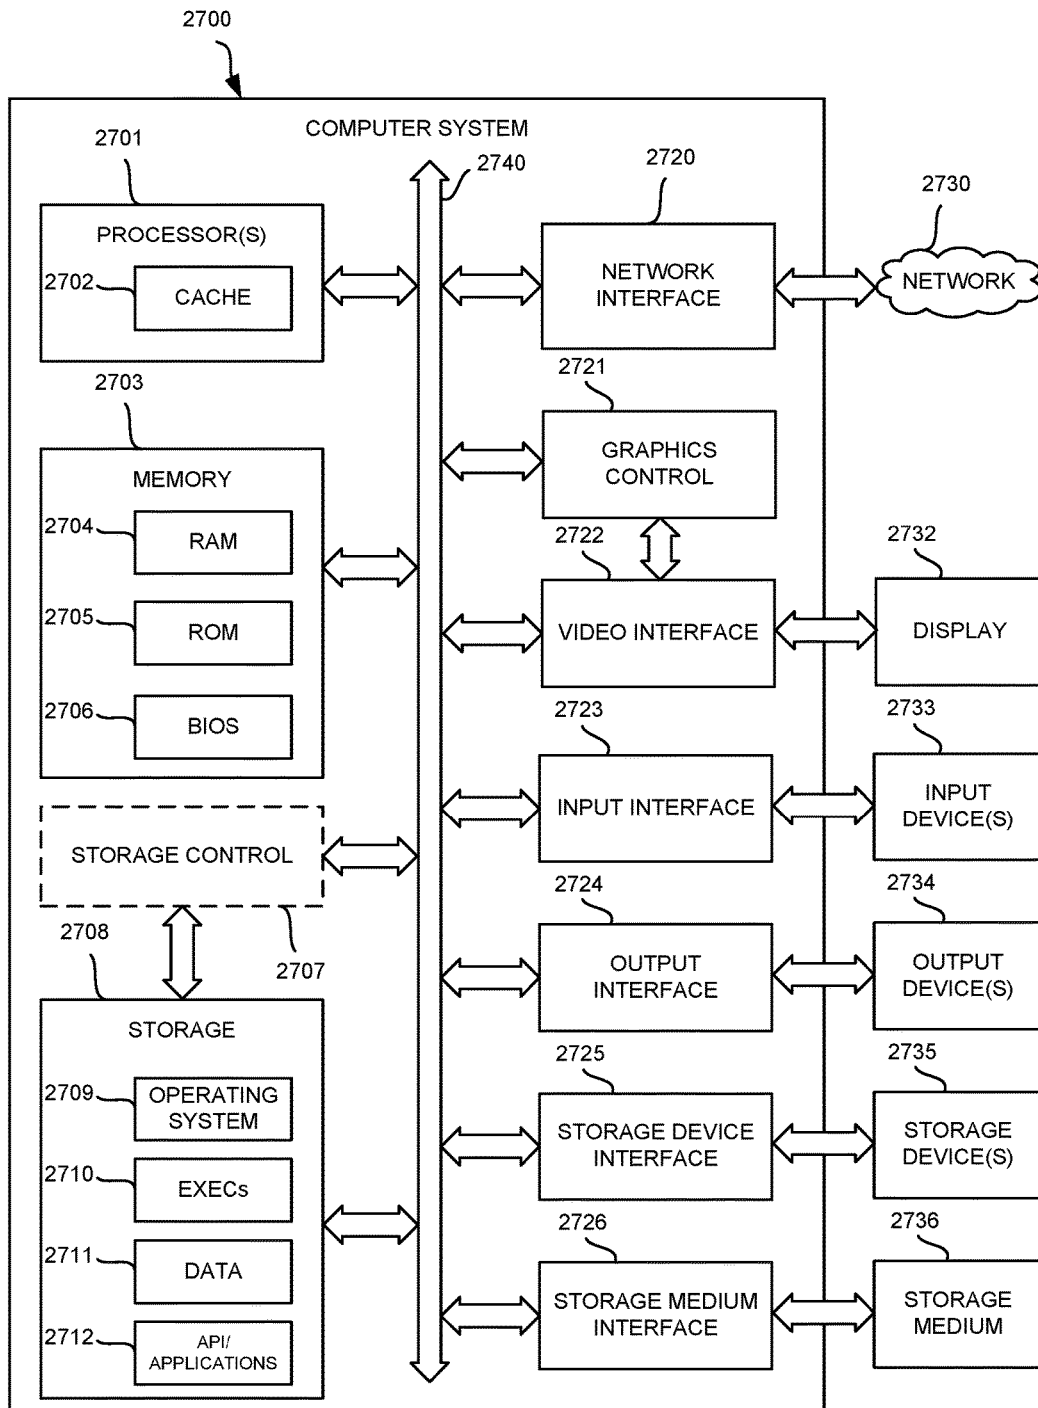 2700
COMPUTER SYSTEM
2701
PROCESSOR(S)
2702
CACHE
2703
MEMORY
2704
RAM
2705
ROM
2706
BIOS
STORAGE CONTROL
2707
2708
STORAGE
2709
OPERATING
SYSTEM
2710
EXECs
2711
DATA
2712
API/
APPLICATIONS
2740
2720
NETWORK
INTERFACE
2730
NETWORK
2721
GRAPHICS
CONTROL
2722
VIDEO INTERFACE
2732
DISPLAY
2723
INPUT INTERFACE
2733
INPUT
DEVICE(S)
2724
OUTPUT
INTERFACE
2734
OUTPUT
DEVICE(S)
2725
STORAGE DEVICE
INTERFACE
2735
STORAGE
DEVICE(S)
2726
STORAGE MEDIUM
INTERFACE
2736
STORAGE
MEDIUM